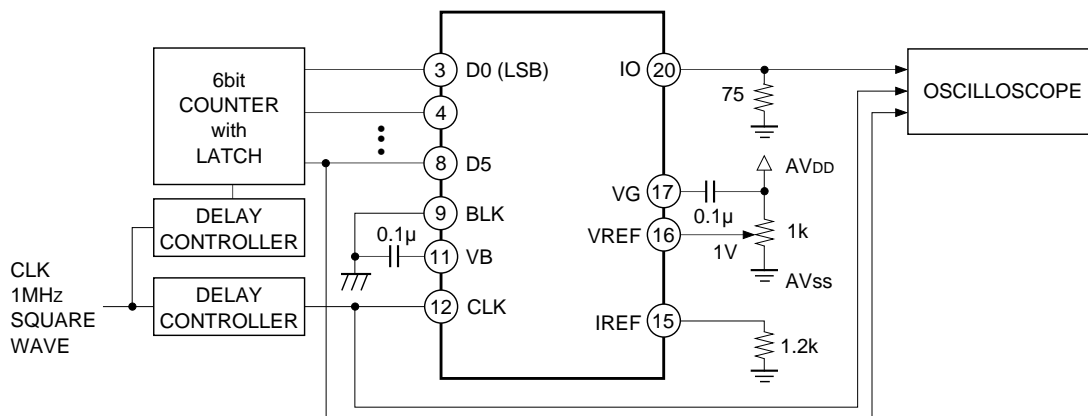 6bit
COUNTER
with
LATCH
DELAY
CONTROLLER
CLK
1MHz
SQUARE
WAVE
DELAY
CONTROLLER
3 D0 (LSB)
4
8 D5
9 BLK
0.1µ
11 VB
12 CLK
IO 20
75
OSCILLOSCOPE
AVDD
VG 17
0.1µ
VREF 16
1V
1k
AVSS
IREF 15
1.2k